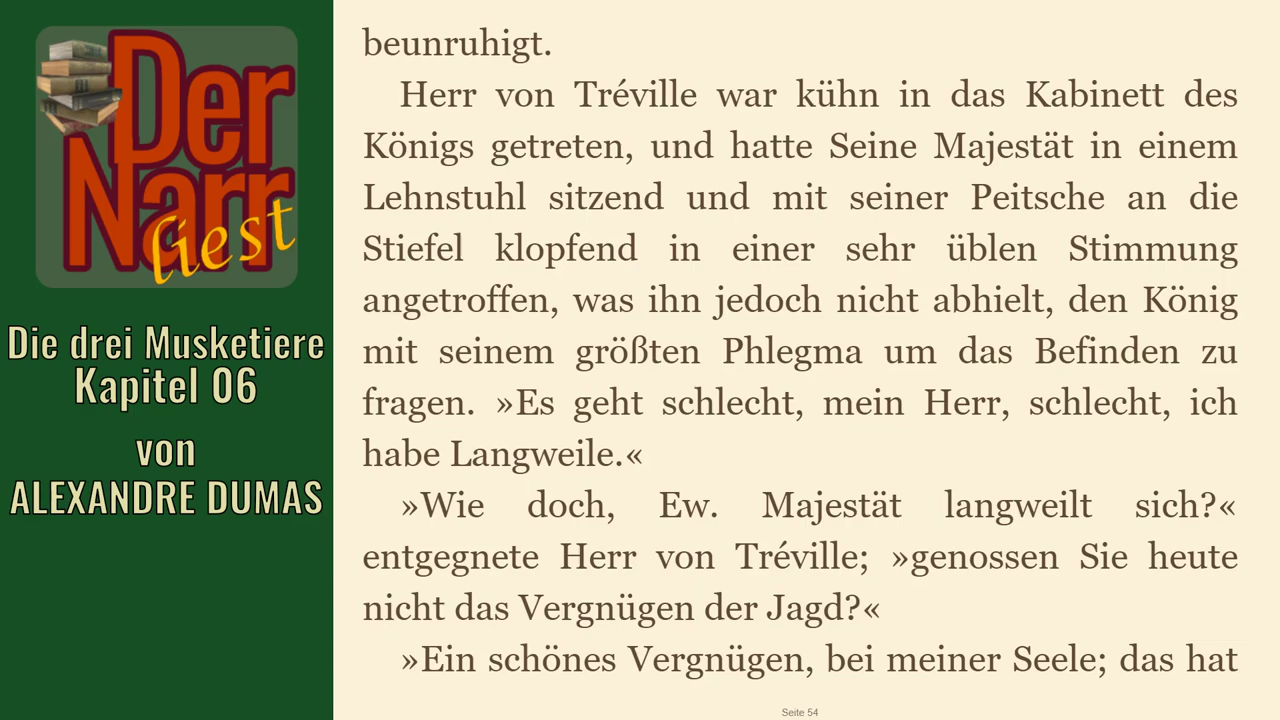 Der
Narr
liest
Die drei Musketiere
Kapitel 06
von
ALEXANDRE DUMAS
beunruhigt.
Herr von Tréville war kühn in das Kabinett des
Königs getreten, und hatte Seine Majestät in einem
Lehnstuhl sitzend und mit seiner Peitsche an die
Stiefel klopfend in einer sehr üblen Stimmung
angetroffen, was ihn jedoch nicht abhielt, den König
mit seinem größten Phlegma um das Befinden zu
fragen. »Es geht schlecht, mein Herr, schlecht, ich
habe Langweile.«
»Wie doch, Ew. Majestät langweilt sich?«
entgegnete Herr von Tréville; »genossen Sie heute
nicht das Vergnügen der Jagd?«
»Ein schönes Vergnügen, bei meiner Seele; das hat
Seite 54